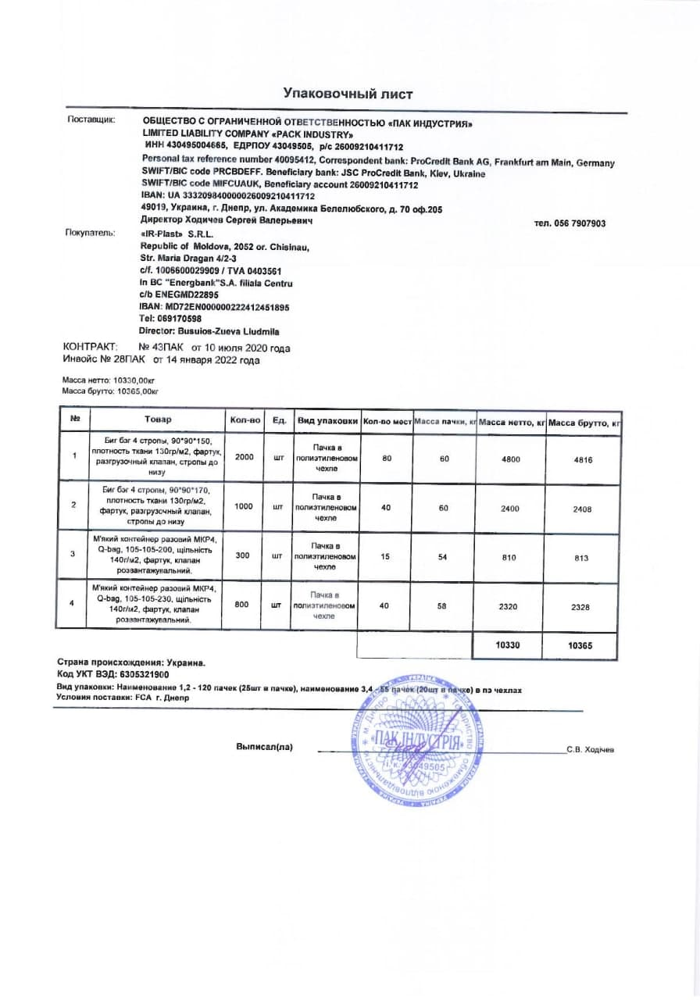 Упаковочный лист
Поставщик: ОБЩЕСТВО С ОГРАНИЧЕННОЙ ОТВЕТСТВЕННОСТЬЮ «ПАК ИНДУСТРИЯ»
LIMITED LIABILITY COMPANY «PACK INDUSTRY»
ИНН 430495004665, ЕДРПОУ 43049505, р/с 26009210411712
Personal tax reference number 40095412, Correspondent bank: ProCredit Bank AG, Frankfurt am Main, Germany
SWIFT/BIC code PRCBDEFF. Beneficiary bank: JSC ProCredit Bank, Kiev, Ukraine
SWIFT/BIC code MIFCUAUK, Beneficiary account 26009210411712
IBAN: UA 333209840000026009210411712
49019, Украина, г. Днепр, ул. Академика Белелюбского, д. 70 оф.205
Директор Ходичев Сергей Валерьевич тел. 056 7907903
Покупатель: «IR-Plast» S.R.L.
Republic of Moldova, 2052 or. Chisinau,
Str. Maria Dragan 4/2-3
c/f. 1006600029909 / TVA 0403561
In BC "Energbank"S.A. filiala Centru
c/b ENEGMD22895
IBAN: MD72EN000000222412451895
Tel: 069170598
Director: Busuios-Zueva Liudmila
КОНТРАКТ: № 43ПАК от 10 июля 2020 года
Инвойс № 28ПАК от 14 января 2022 года
Масса нетто: 10330,00кг
Масса брутто: 10365,00кг
№ Товар Кол-во Ед. Вид упаковки Кол-во мест Масса пачки, кг Масса нетто, кг Масса брутто, кг
1 Биг бэг 4 стропы, 90*90*150, плотность ткани 130гр/м2, фартук, разгрузочный клапан, стропы до низу 2000 шт Пачка в полиэтиленовом чехле 80 60 4800 4816
2 Биг бэг 4 стропы, 90*90*170, плотность ткани 130гр/м2, фартук, разгрузочный клапан, стропы до низу 1000 шт Пачка в полиэтиленовом чехле 40 60 2400 2408
3 М'який контейнер разовий МКР4, Q-bag, 105-105-200, щільність 140г/м2, фартук, клапан розвантажувальний. 300 шт Пачка в полиэтиленовом чехле 15 54 810 813
4 М'який контейнер разовий МКР4, Q-bag, 105-105-230, щільність 140г/м2, фартук, клапан розвантажувальний. 800 шт Пачка в полиэтиленовом чехле 40 58 2320 2328
10330 10365
Страна происхождения: Украина.
Код УКТ ВЭД: 6305321900
Вид упаковки: Наименование 1,2 - 120 пачек (25шт в пачке), наименование 3,4 - 55 пачек (20шт в пачке) в пэ чехлах
Условия поставки: FCA г. Днепр
Выписал(ла) С.В. Ходічев
УКРАЇНА
м. Дніпро
Товариство з обмеженою відповідальністю
«ПАК ІНДУСТРІЯ»
43049505